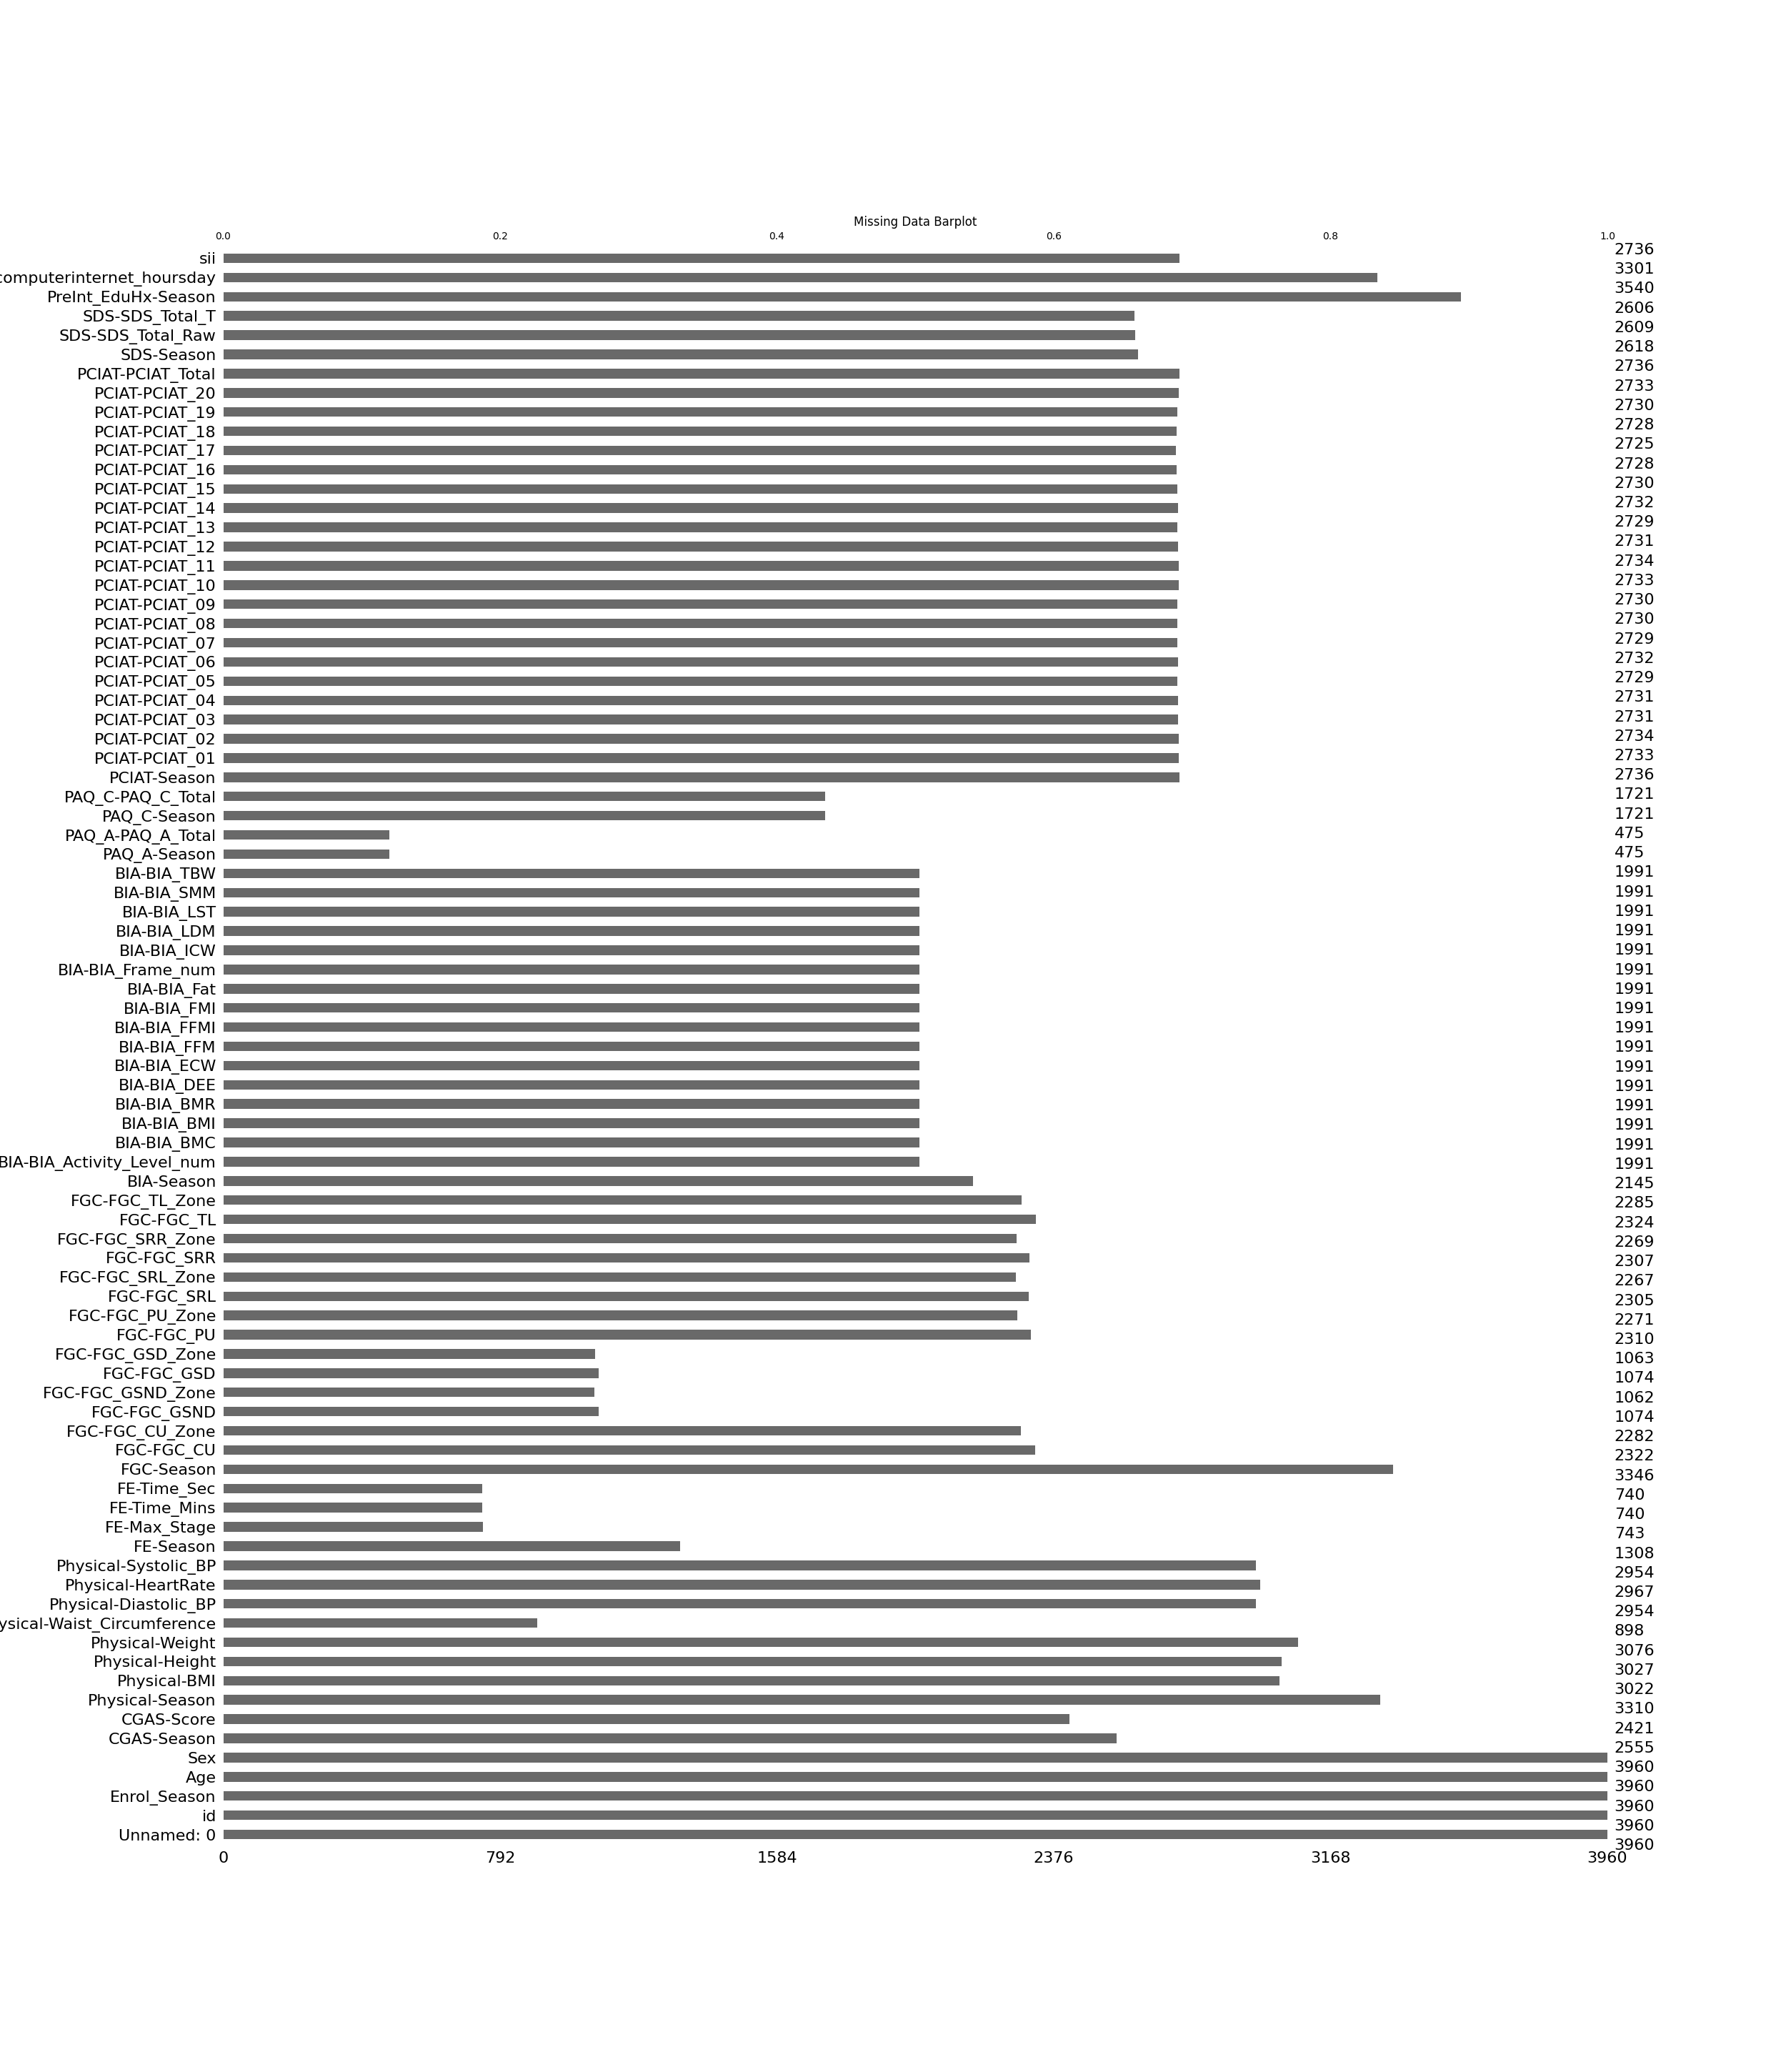 Missing Data Barplot
0.0 0.2 0.4 0.6 0.8 1.0
sii 2736
computerinternet_hoursday 3301
PreInt_EduHx-Season 3540
SDS-SDS_Total_T 2606
SDS-SDS_Total_Raw 2609
SDS-Season 2618
PCIAT-PCIAT_Total 2736
PCIAT-PCIAT_20 2733
PCIAT-PCIAT_19 2730
PCIAT-PCIAT_18 2728
PCIAT-PCIAT_17 2725
PCIAT-PCIAT_16 2728
PCIAT-PCIAT_15 2730
PCIAT-PCIAT_14 2732
PCIAT-PCIAT_13 2729
PCIAT-PCIAT_12 2731
PCIAT-PCIAT_11 2734
PCIAT-PCIAT_10 2733
PCIAT-PCIAT_09 2730
PCIAT-PCIAT_08 2730
PCIAT-PCIAT_07 2729
PCIAT-PCIAT_06 2732
PCIAT-PCIAT_05 2729
PCIAT-PCIAT_04 2731
PCIAT-PCIAT_03 2731
PCIAT-PCIAT_02 2734
PCIAT-PCIAT_01 2733
PCIAT-Season 2736
PAQ_C-PAQ_C_Total 1721
PAQ_C-Season 1721
PAQ_A-PAQ_A_Total 475
PAQ_A-Season 475
BIA-BIA_TBW 1991
BIA-BIA_SMM 1991
BIA-BIA_LST 1991
BIA-BIA_LDM 1991
BIA-BIA_ICW 1991
BIA-BIA_Frame_num 1991
BIA-BIA_Fat 1991
BIA-BIA_FMI 1991
BIA-BIA_FFMI 1991
BIA-BIA_FFM 1991
BIA-BIA_ECW 1991
BIA-BIA_DEE 1991
BIA-BIA_BMR 1991
BIA-BIA_BMI 1991
BIA-BIA_BMC 1991
BIA-BIA_Activity_Level_num 1991
BIA-Season 2145
FGC-FGC_TL_Zone 2285
FGC-FGC_TL 2324
FGC-FGC_SRR_Zone 2269
FGC-FGC_SRR 2307
FGC-FGC_SRL_Zone 2267
FGC-FGC_SRL 2305
FGC-FGC_PU_Zone 2271
FGC-FGC_PU 2310
FGC-FGC_GSD_Zone 1063
FGC-FGC_GSD 1074
FGC-FGC_GSND_Zone 1062
FGC-FGC_GSND 1074
FGC-FGC_CU_Zone 2282
FGC-FGC_CU 2322
FGC-Season 3346
FE-Time_Sec 740
FE-Time_Mins 740
FE-Max_Stage 743
FE-Season 1308
Physical-Systolic_BP 2954
Physical-HeartRate 2967
Physical-Diastolic_BP 2954
ysical-Waist_Circumference 898
Physical-Weight 3076
Physical-Height 3027
Physical-BMI 3022
Physical-Season 3310
CGAS-Score 2421
CGAS-Season 2555
Sex 3960
Age 3960
Enrol_Season 3960
id 3960
Unnamed: 0 3960
0 792 1584 2376 3168 3960